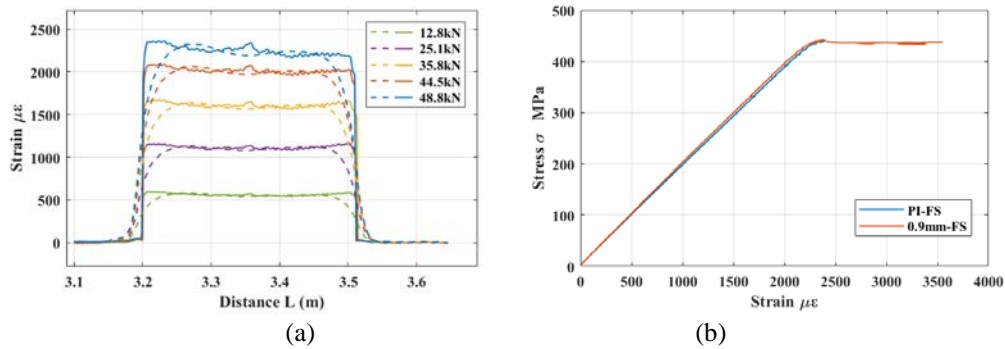 2500
2000
1500
1000
500
0
Strain με
3.1 3.2 3.3 3.4 3.5 3.6
Distance L (m)
12.8kN
25.1kN
35.8kN
44.5kN
48.8kN
(a)
500
400
300
200
100
0
Stress σ MPa
0 500 1000 1500 2000 2500 3000 3500 4000
Strain με
PI-FS
0.9mm-FS
(b)